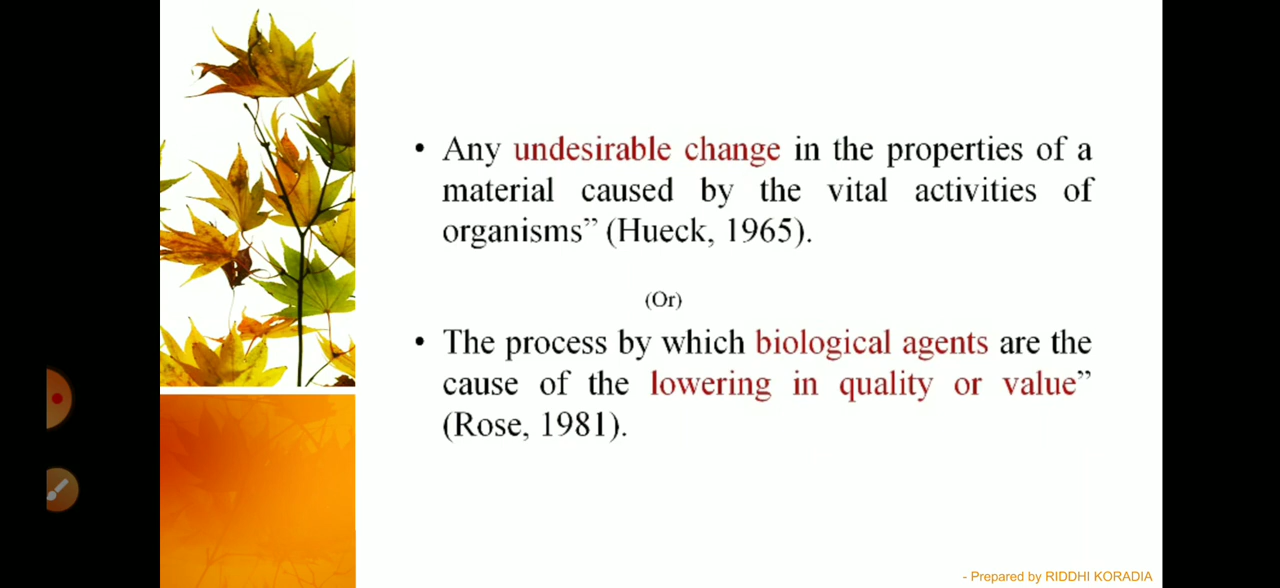 • Any undesirable change in the properties of a
material caused by the vital activities of
organisms” (Hueck, 1965).
(Or)
• The process by which biological agents are the
cause of the lowering in quality or value”
(Rose, 1981).
- Prepared by RIDDHI KORADIA